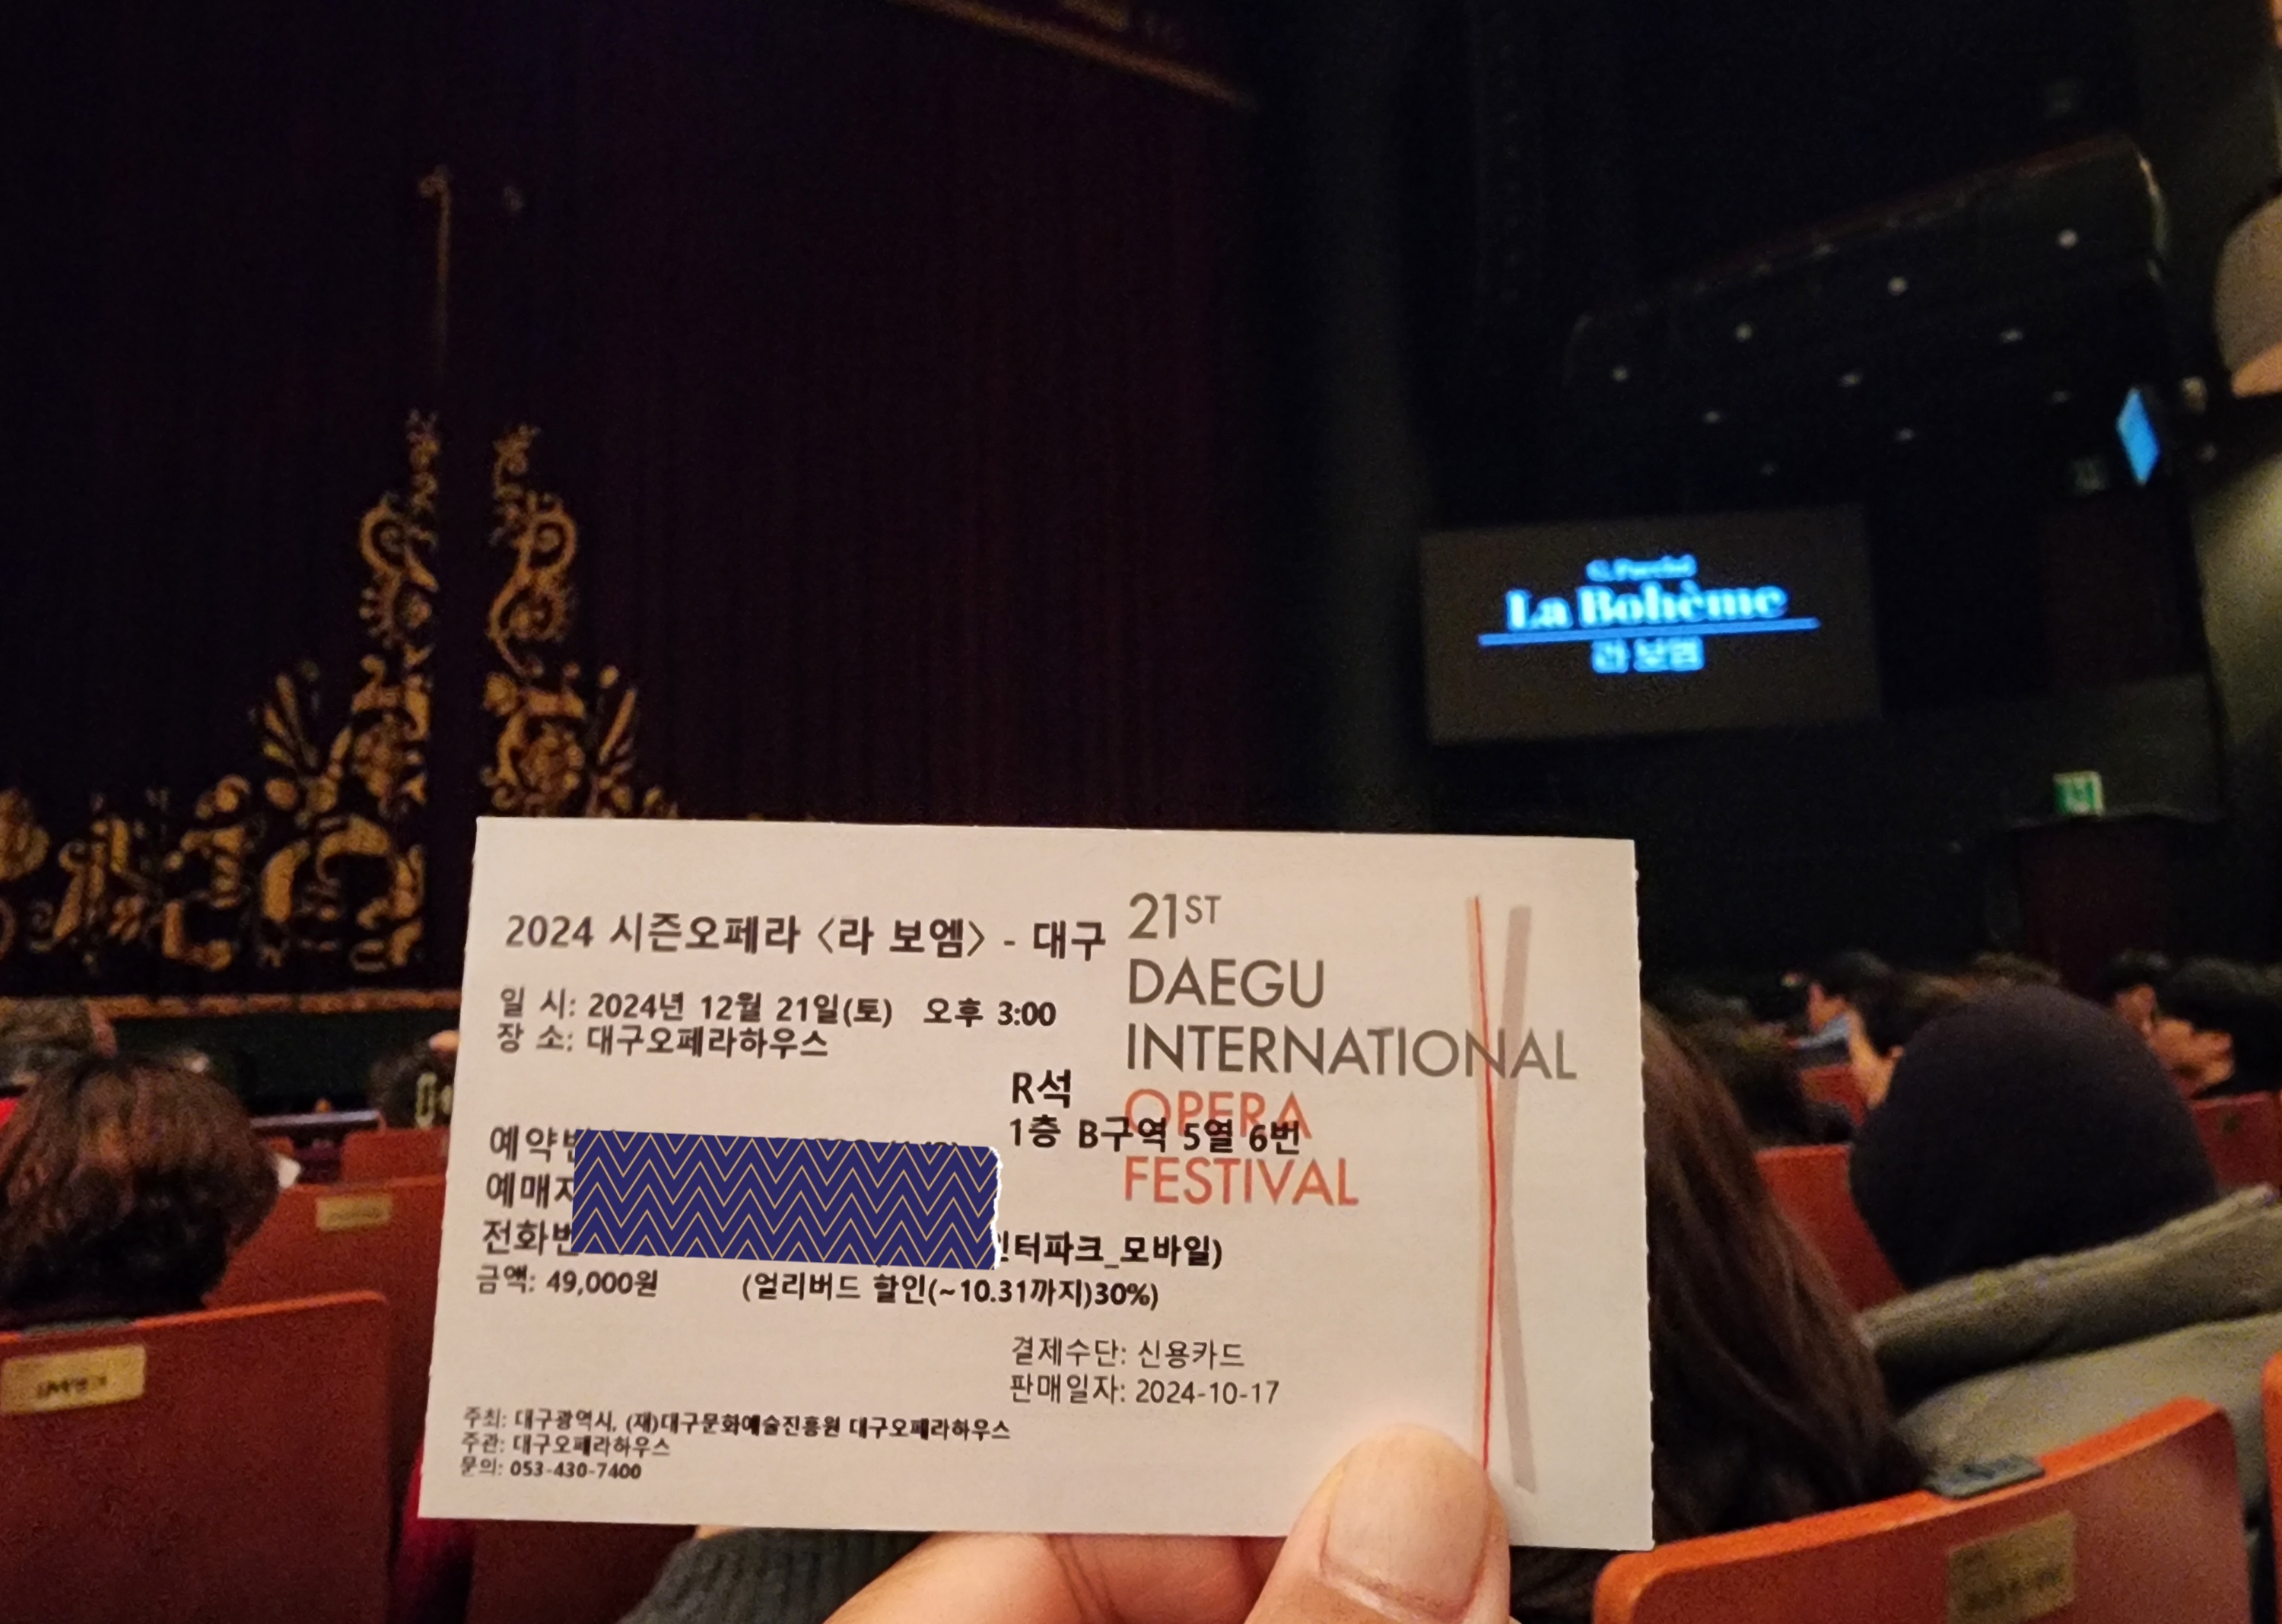 G. Puccini
La Bohème
라 보엠
2024 시즌오페라 〈라 보엠〉 - 대구
일 시: 2024년 12월 21일(토) 오후 3:00
장 소: 대구오페라하우스
R석
1층 B구역 5열 6번
예약
예매
전화
터파크_모바일)
금액: 49,000원 (얼리버드 할인(~10.31까지)30%)
결제수단: 신용카드
판매일자: 2024-10-17
주최: 대구광역시, (재)대구문화예술진흥원 대구오페라하우스
주관: 대구오페라하우스
문의: 053-430-7400
21ST
DAEGU
INTERNATIONAL
OPERA
FESTIVAL